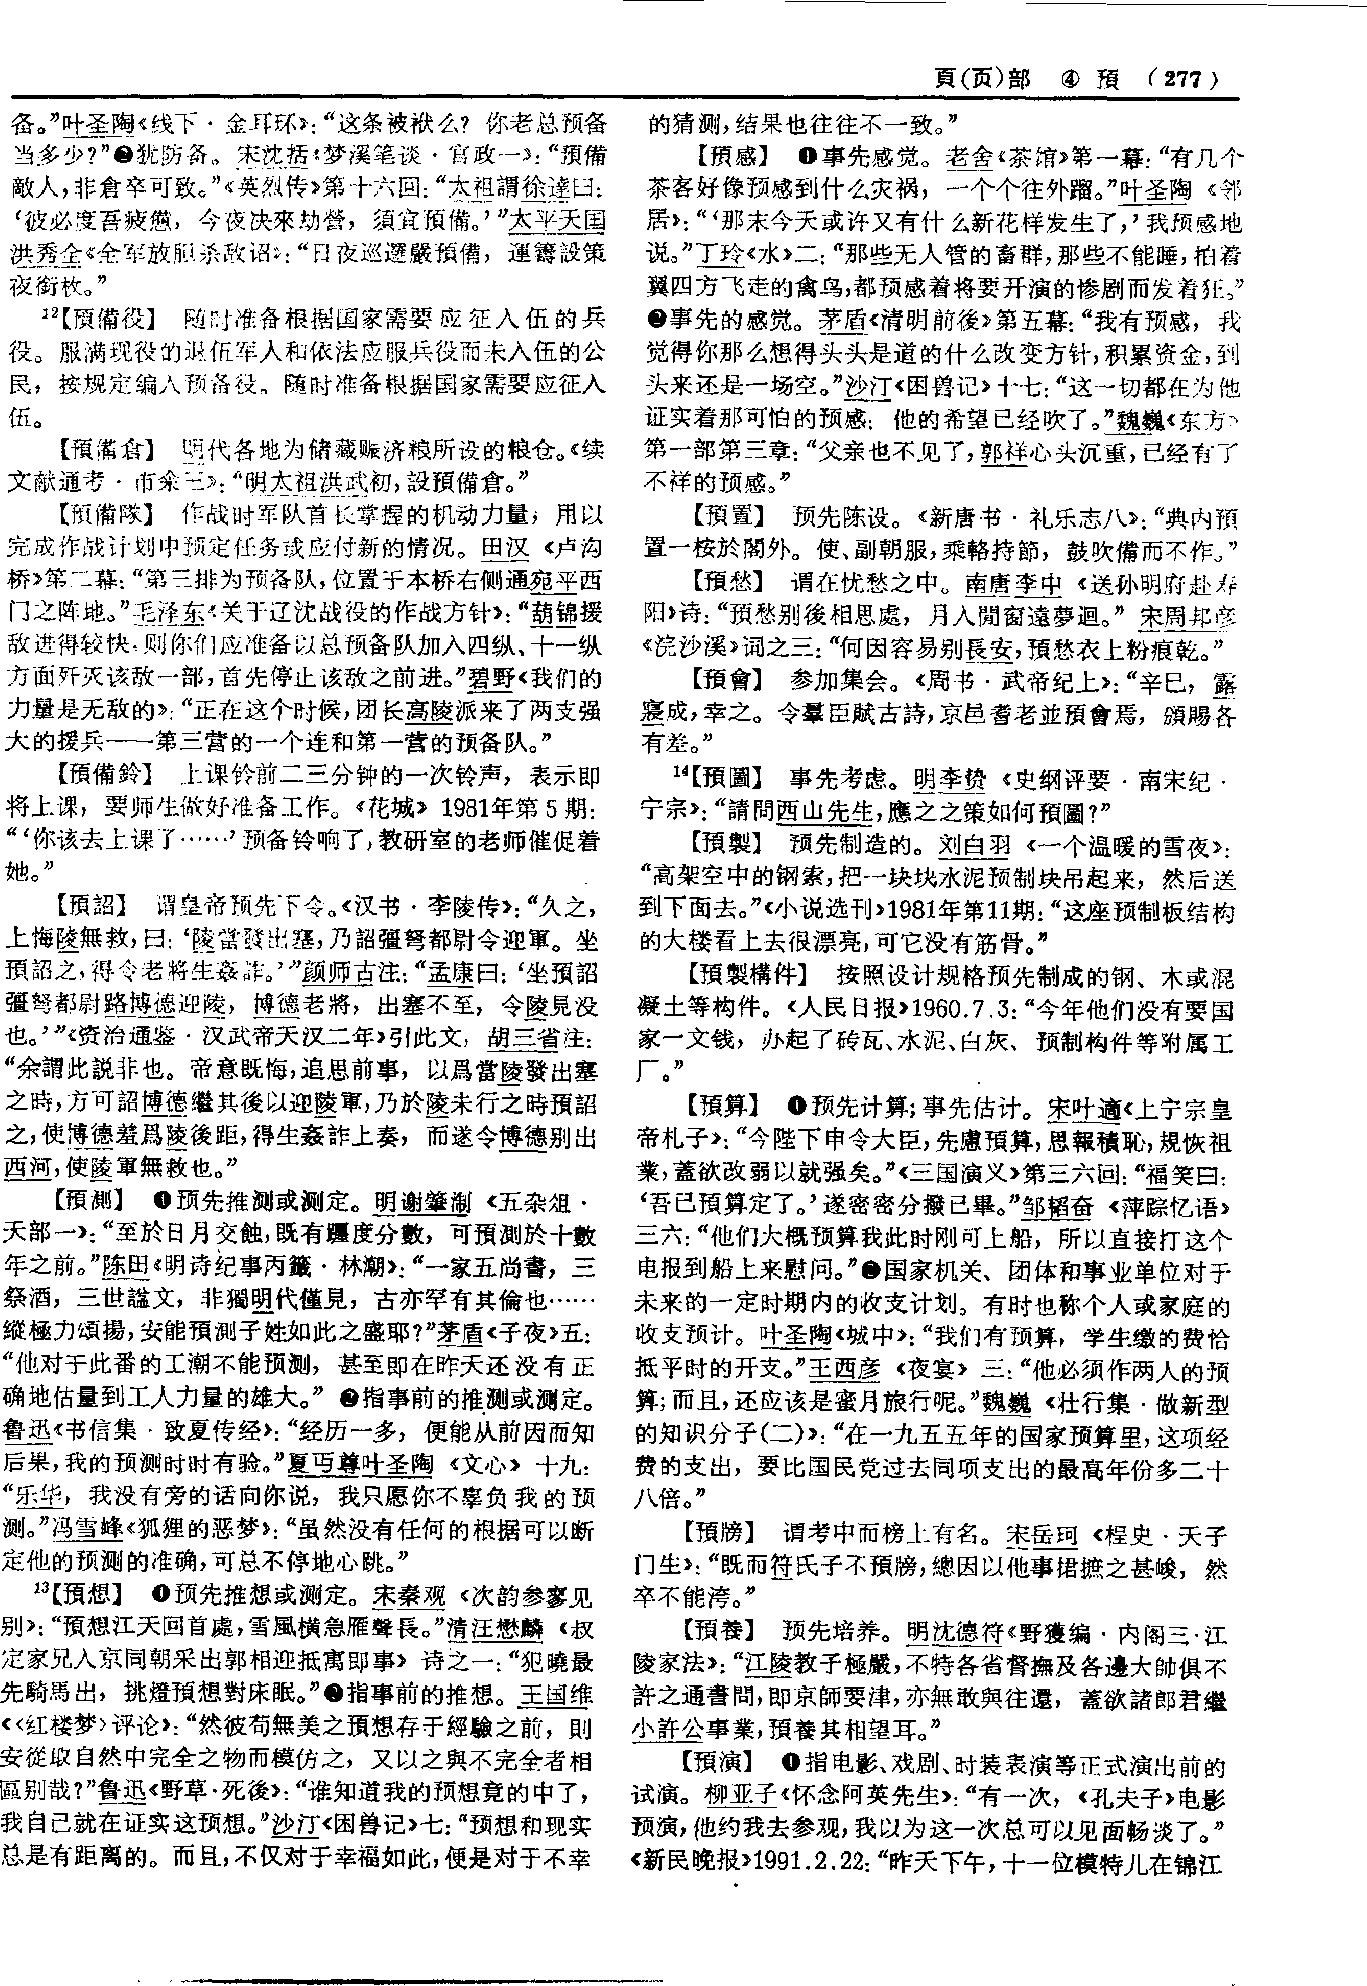 頁(页)部　④　預　(277)
备。”叶圣陶《线下·金耳环》：“这条被袱么？你老总预备
当多少？”❷犹防备。宋沈括《梦溪笔谈·官政一》：“預備
敵人，非倉卒可致。”《英烈传》第十六回：“太祖謂徐達曰：
‘彼必度吾疲憊，今夜决來劫營，須宜預備。’”太平天国
洪秀全《全军放胆杀敌诏》：“日夜巡邏嚴預備，運籌設策
夜銜枚。”
12【預備役】　随时准备根据国家需要应征入伍的兵
役。服满现役的退伍军人和依法应服兵役而未入伍的公
民，按规定编入预备役。随时准备根据国家需要应征入
伍。
【預備倉】　明代各地为储藏赈济粮所设的粮仓。《续
文献通考·市籴三》：“明太祖洪武初，設預備倉。”
【預備隊】　作战时军队首长掌握的机动力量，用以
完成作战计划中预定任务或应付新的情况。田汉《卢沟
桥》第二幕：“第三排为预备队，位置于本桥右侧通宛平西
门之阵地。”毛泽东《关于辽沈战役的作战方针》：“葫锦援
敌进得较快，则你们应准备以总预备队加入四纵、十一纵
方面歼灭该敌一部，首先停止该敌之前进。”碧野《我们的
力量是无敌的》：“正在这个时候，团长高陵派来了两支强
大的援兵——第三营的一个连和第一营的预备队。”
【預備鈴】　上课铃前二三分钟的一次铃声，表示即
将上课，要师生做好准备工作。《花城》1981年第5期：
“‘你该去上课了……’预备铃响了，教研室的老师催促着
她。”
【預詔】　谓皇帝预先下令。《汉书·李陵传》：“久之，
上悔陵無救，曰：‘陵當發出塞，乃詔彊弩都尉令迎軍。坐
預詔之，得令老將生姦詐。’”颜师古注：“孟康曰：‘坐預詔
彊弩都尉路博德迎陵，博德老將，出塞不至，令陵見没
也。’”《资治通鉴·汉武帝天汉二年》引此文，胡三省注：
“余謂此説非也。帝意既悔，追思前事，以爲當陵發出塞
之時，方可詔博德繼其後以迎陵軍，乃於陵未行之時預詔
之，使博德羞爲陵後距，得生姦詐上奏，而遂令博德别出
西河，使陵軍無救也。”
【預測】　❶预先推测或测定。明谢肇淛《五杂俎·
天部一》：“至於日月交蝕，既有躔度分數，可預測於十數
年之前。”陈田《明诗纪事丙籤·林瀚》：“一家五尚書，三
祭酒，三世謚文，非獨明代僅見，古亦罕有其倫也……
縱極力頌揚，安能預測子姓如此之盛耶？”茅盾《子夜》五：
“他对于此番的工潮不能预测，甚至即在昨天还没有正
确地估量到工人力量的雄大。”❷指事前的推测或测定。
鲁迅《书信集·致夏传经》：“经历一多，便能从前因而知
后果，我的预测时时有验。”夏丏尊叶圣陶《文心》十九：
“乐华，我没有旁的话向你说，我只愿你不辜负我的预
测。”冯雪峰《狐狸的恶梦》：“虽然没有任何的根据可以断
定他的预测的准确，可总不停地心跳。”
13【預想】　❶预先推想或测定。宋秦观《次韵参寥见
别》：“預想江天回首處，雪風横急雁聲長。”清汪懋麟《叔
定家兄入京同朝采出郭相迎抵寓即事》诗之一：“犯曉最
先騎馬出，挑燈預想對床眠。”❷指事前的推想。王国维
《〈红楼梦〉评论》：“然彼苟無美之預想存于經驗之前，則
安從取自然中完全之物而模仿之，又以之與不完全者相
區别哉？”鲁迅《野草·死後》：“谁知道我的预想竟的中了，
我自己就在证实这预想。”沙汀《困兽记》七：“预想和现实
总是有距离的。而且，不仅对于幸福如此，便是对于不幸
的猜测，结果也往往不一致。”
【預感】　❶事先感觉。老舍《茶馆》第一幕：“有几个
茶客好像预感到什么灾祸，一个个往外蹓。”叶圣陶《邻
居》：“‘那末今天或许又有什么新花样发生了，’我预感地
说。”丁玲《水》二：“那些无人管的畜群，那些不能睡，拍着
翼四方飞走的禽鸟，都预感着将要开演的惨剧而发着狂。”
❷事先的感觉。茅盾《清明前後》第五幕：“我有预感，我
觉得你那么想得头头是道的什么改变方针，积累资金，到
头来还是一场空。”沙汀《困兽记》十七：“这一切都在为他
证实着那可怕的预感：他的希望已经吹了。”魏巍《东方》
第一部第三章：“父亲也不见了，郭祥心头沉重，已经有了
不祥的预感。”
【預置】　预先陈设。《新唐书·礼乐志八》：“典内預
置一桉於閤外。使、副朝服，乘輅持節，鼓吹備而不作。”
【預愁】　谓在忧愁之中。南唐李中《送孙明府赴寿
阳》诗：“預愁别後相思處，月入閒窗遠夢迴。”宋周邦彦
《浣沙溪》词之三：“何因容易别長安，預愁衣上粉痕乾。”
【預會】　参加集会。《周书·武帝纪上》：“辛巳，露
寢成，幸之。令羣臣賦古詩，京邑耆老並預會焉，頒賜各
有差。”
14【預圖】　事先考虑。明李贽《史纲评要·南宋纪·
宁宗》：“請問西山先生，應之之策如何預圖？”
【預製】　预先制造的。刘白羽《一个温暖的雪夜》：
“高架空中的钢索，把一块块水泥预制块吊起来，然后送
到下面去。”《小说选刊》1981年第11期：“这座预制板结构
的大楼看上去很漂亮，可它没有筋骨。”
【預製構件】　按照设计规格预先制成的钢、木或混
凝土等构件。《人民日报》1960.7.3：“今年他们没有要国
家一文钱，办起了砖瓦、水泥、白灰、预制构件等附属工
厂。”
【預算】　❶预先计算；事先估计。宋叶適《上宁宗皇
帝札子》：“今陛下申令大臣，先慮預算，思報積恥，規恢祖
業，蓋欲改弱以就强矣。”《三国演义》第三六回：“福笑曰：
‘吾已預算定了。’遂密密分撥已畢。”邹韬奋《萍踪忆语》
三六：“他们大概预算我此时刚可上船，所以直接打这个
电报到船上来慰问。”❷国家机关、团体和事业单位对于
未来的一定时期内的收支计划。有时也称个人或家庭的
收支预计。叶圣陶《城中》：“我们有预算，学生缴的费恰
抵平时的开支。”王西彦《夜宴》三：“他必须作两人的预
算；而且，还应该是蜜月旅行呢。”魏巍《壮行集·做新型
的知识分子(二)》：“在一九五五年的国家预算里，这项经
费的支出，要比国民党过去同项支出的最高年份多二十
八倍。”
【預牓】　谓考中而榜上有名。宋岳珂《桯史·天子
门生》：“既而符氏子不預牓，總因以他事捃摭之甚峻，然
卒不能涴。”
【預養】　预先培养。明沈德符《野獲编·内阁三·江
陵家法》：“江陵教子極嚴，不特各省督撫及各邊大帥俱不
許之通書問，即京師要津，亦無敢與往還，蓋欲諸郎君繼
小許公事業，預養其相望耳。”
【預演】　❶指电影、戏剧、时装表演等正式演出前的
试演。柳亚子《怀念阿英先生》：“有一次，《孔夫子》电影
预演，他约我去参观，我以为这一次总可以见面畅谈了。”
《新民晚报》1991.2.22：“昨天下午，十一位模特儿在锦江